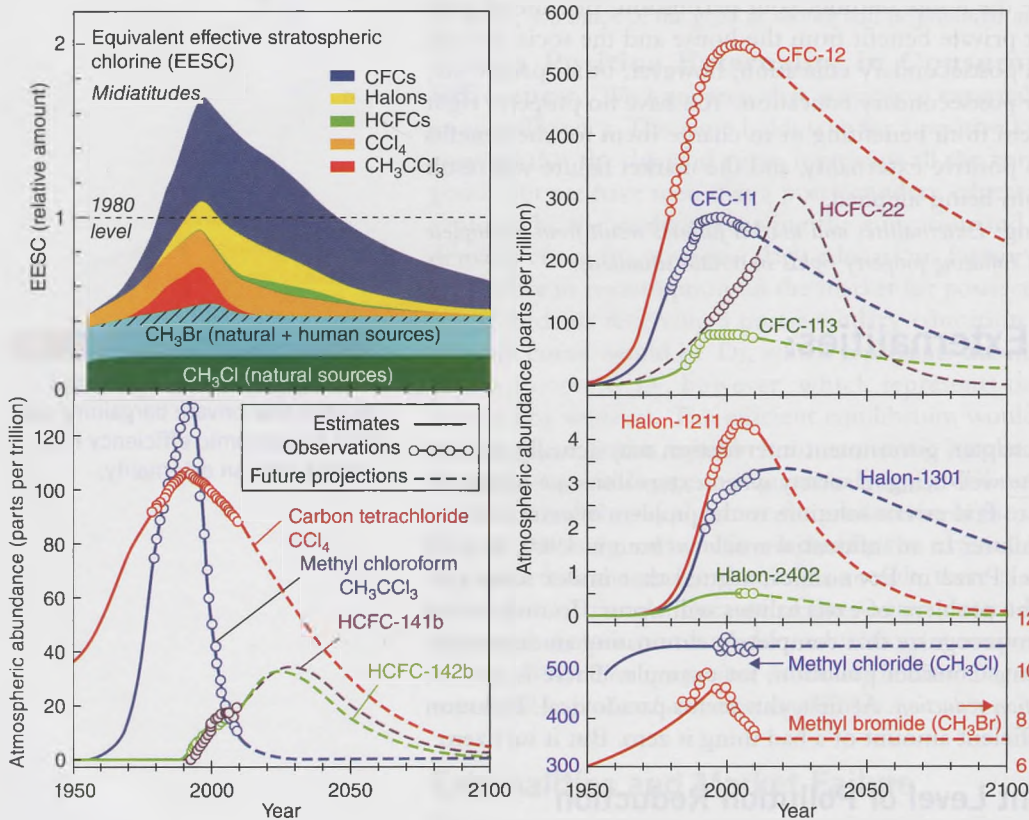 Equivalent effective stratospheric
chlorine (EESC)
Midiatitudes
CFCs
Halons
HCFCs
CCl4
CH3CCl3
1980
level
CH3Br (natural + human sources)
CH3Cl (natural sources)
EESC (relative amount)
2
1
0
Atmospheric abundance (parts per trillion)
120
100
80
60
40
20
0
Estimates
Observations
Future projections
Carbon tetrachloride
CCl4
Methyl chloroform
CH3CCl3
HCFC-141b
HCFC-142b
1950 2000 2050 2100
Year
Atmospheric abundance (parts per trillion)
600
500
400
300
200
100
0
CFC-12
CFC-11
HCFC-22
CFC-113
4
3
2
1
0
Halon-1211
Halon-1301
Halon-2402
500
400
300
12
10
8
6
Methyl chloride (CH3Cl)
Methyl bromide (CH3Br)
1950 2000 2050 2100
Year